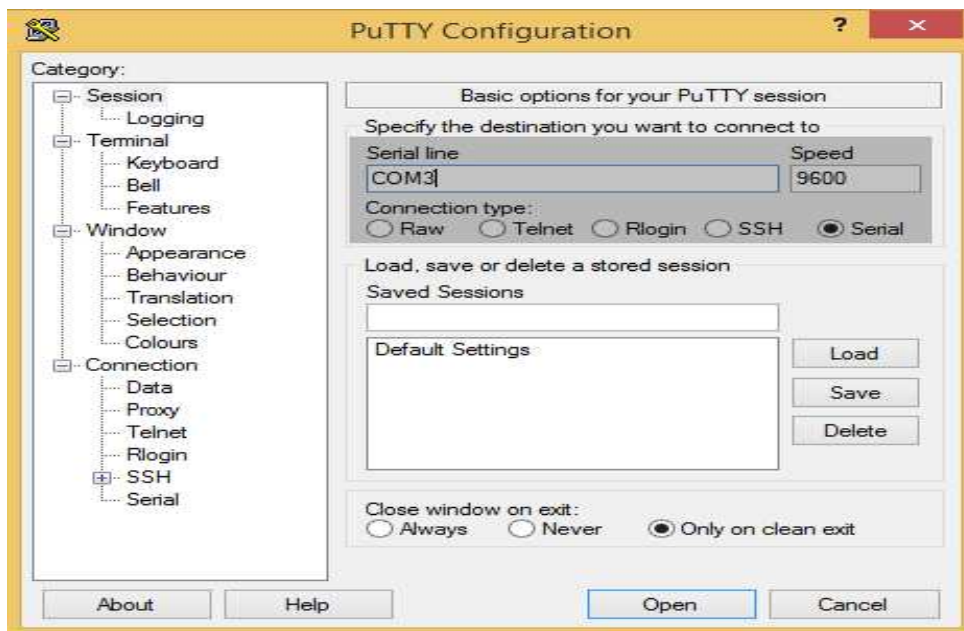 PuTTY Configuration
?
Category:
Session
Logging
Terminal
Keyboard
Bell
Features
Window
Appearance
Behaviour
Translation
Selection
Colours
Connection
Data
Proxy
Telnet
Rlogin
SSH
Serial
Basic options for your PuTTY session
Specify the destination you want to connect to
Serial line Speed
COM3 9600
Connection type:
Raw Telnet Rlogin SSH Serial
Load, save or delete a stored session
Saved Sessions
Default Settings
Load
Save
Delete
Close window on exit:
Always Never Only on clean exit
About Help Open Cancel